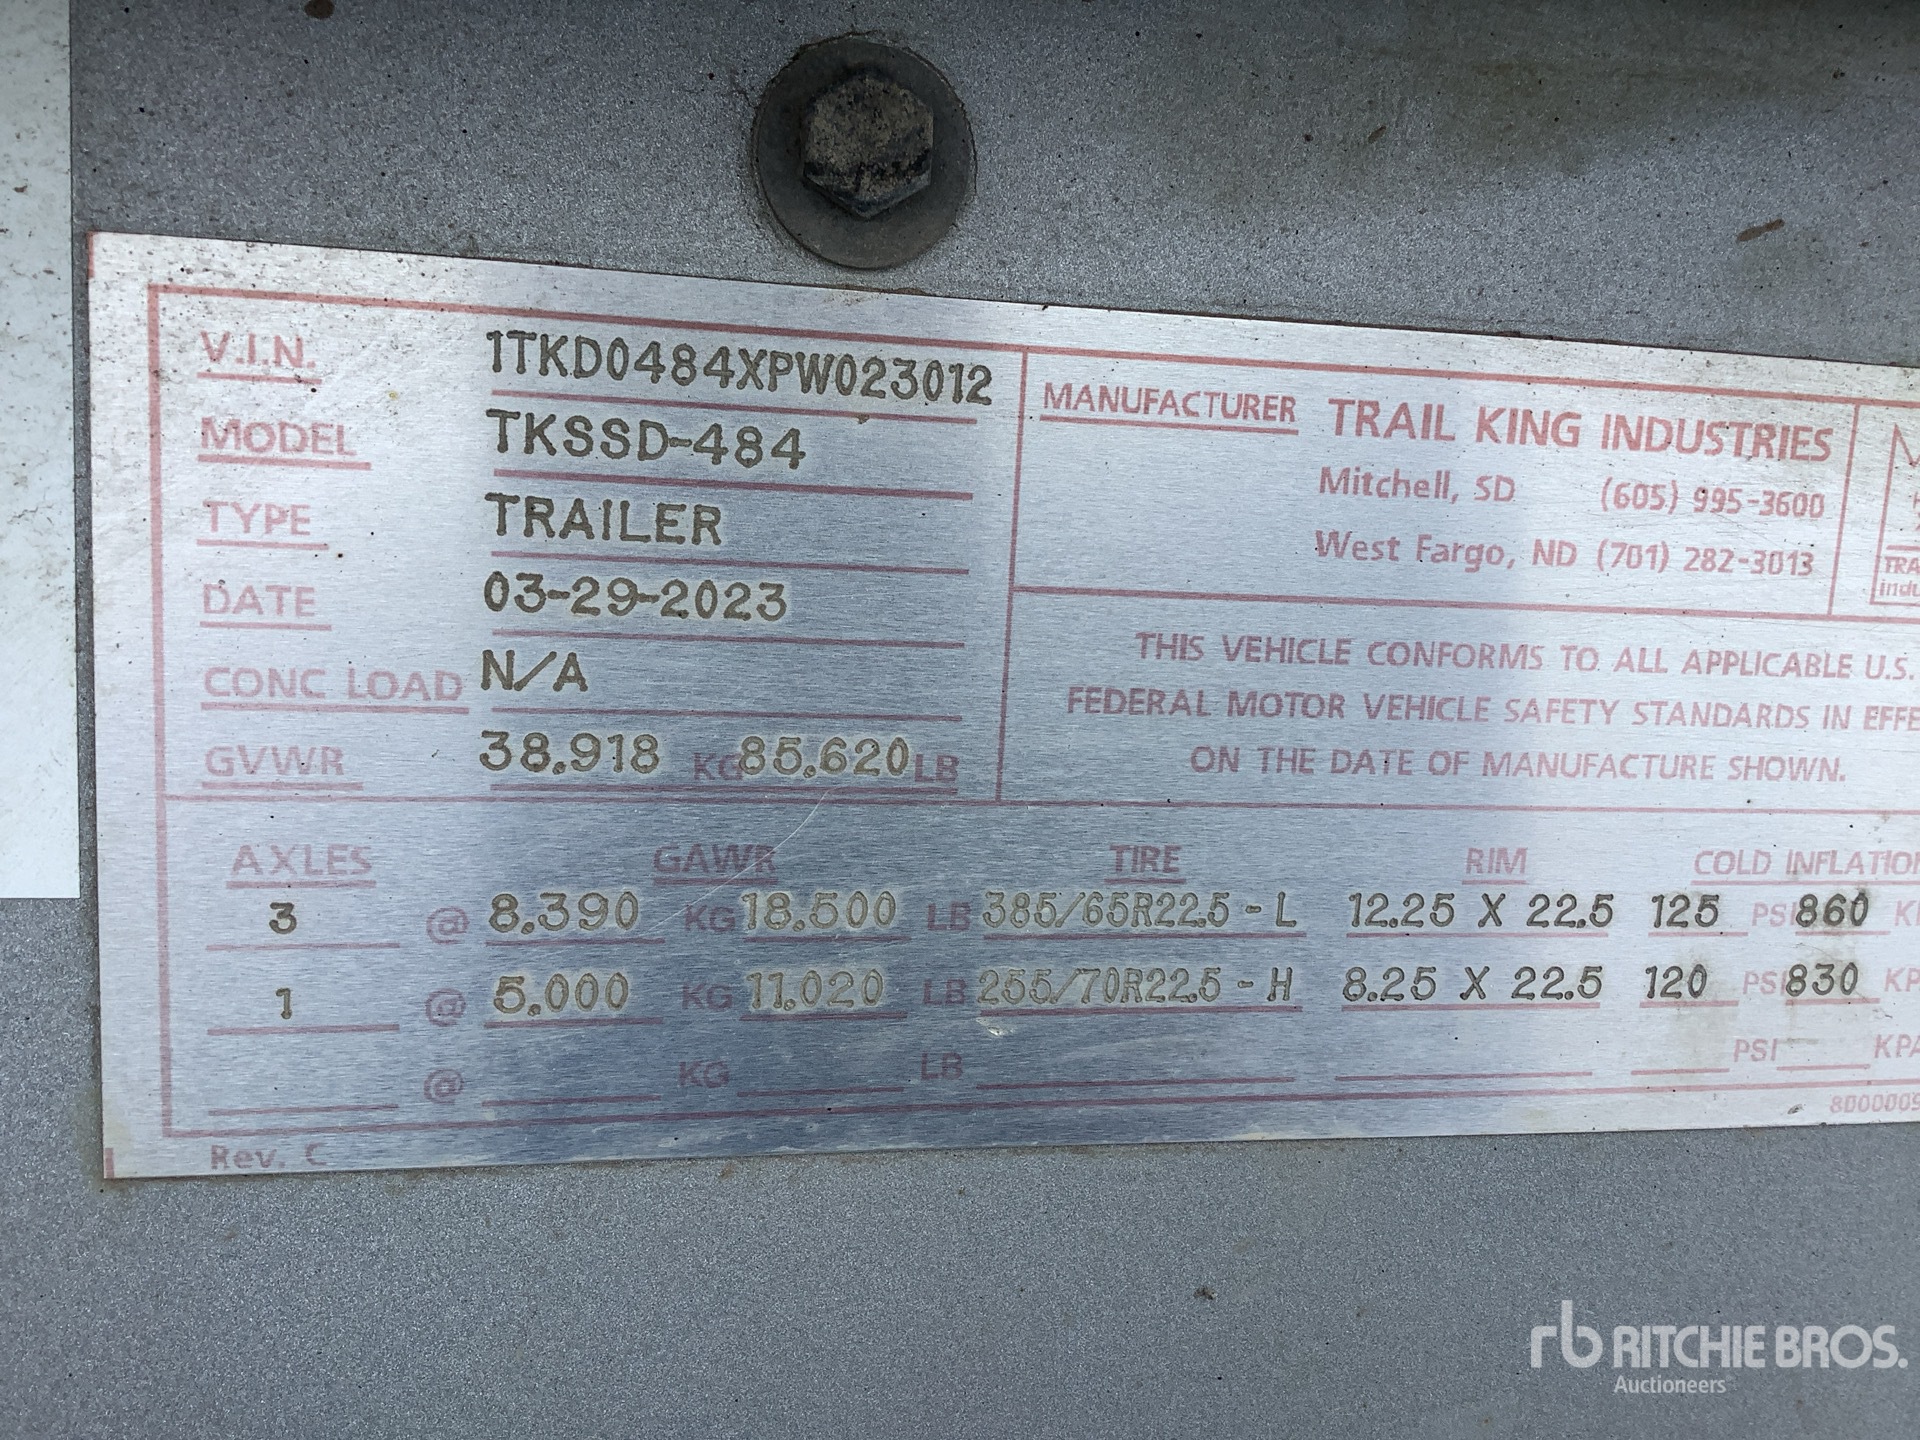 V.I.N. 1TKD0484XPW023012
MODEL TKSSD-484
TYPE TRAILER
DATE 03-29-2023
CONC LOAD N/A
GVWR 38.918 KG 85.620 LB
MANUFACTURER TRAIL KING INDUSTRIES
Mitchell, SD (605) 995-3600
West Fargo, ND (701) 282-3013
THIS VEHICLE CONFORMS TO ALL APPLICABLE U.S.
FEDERAL MOTOR VEHICLE SAFETY STANDARDS IN EFFE
ON THE DATE OF MANUFACTURE SHOWN.
AXLES GAWR TIRE RIM COLD INFLATION
3 @ 8.390 KG 18.500 LB 385/65R22.5 - L 12.25 X 22.5 125 PSI 860 K
1 @ 5.000 KG 11.020 LB 255/70R22.5 - H 8.25 X 22.5 120 PSI 830 KP
@ KG LB PSI KPA
8000009
Rev. C
rb RITCHIE BROS.
Auctioneers